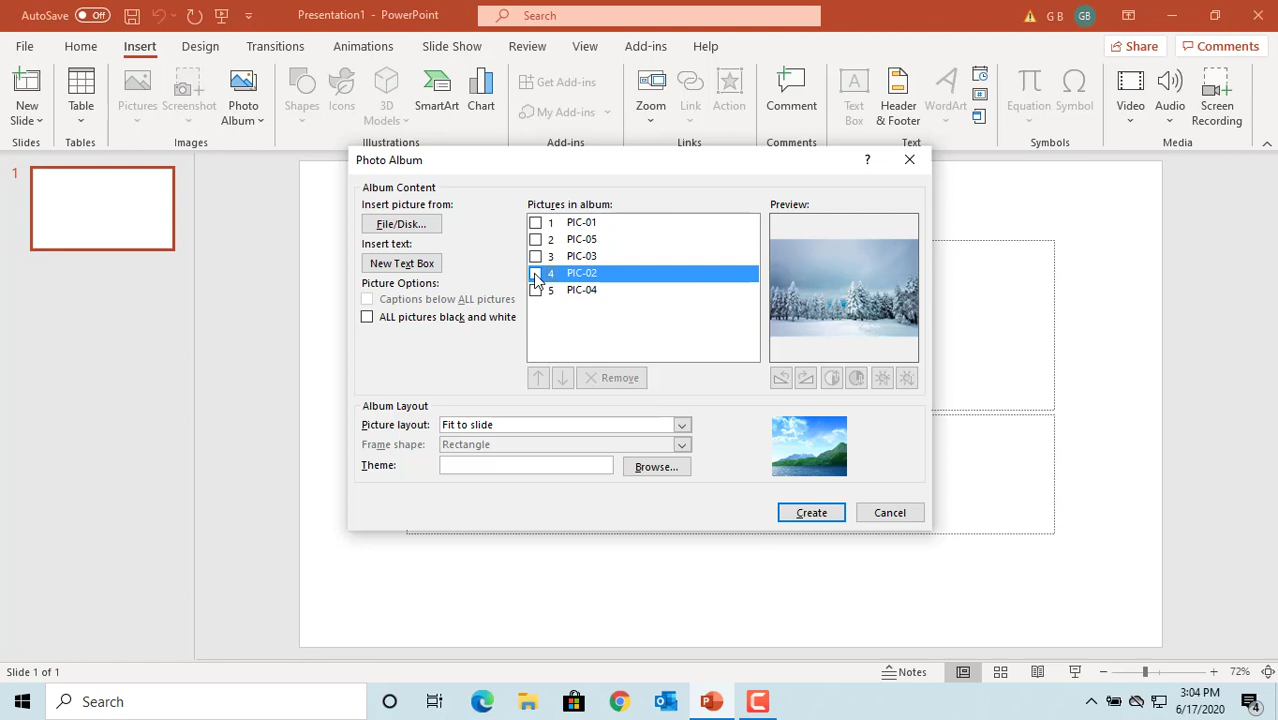 AutoSave Off Presentation1 - PowerPoint Search G B GB
File Home Insert Design Transitions Animations Slide Show Review View Add-ins Help Share Comments
New Slide Table Pictures Screenshot Photo Album Shapes Icons 3D Models SmartArt Chart Get Add-ins My Add-ins Zoom Link Action Comment Text Box Header & Footer WordArt Equation Symbol Video Audio Screen Recording
Slides Tables Images Illustrations Add-ins Links Comments Text Symbols Media
1
Photo Album ?
Album Content
Insert picture from:
File/Disk...
Insert text:
New Text Box
Picture Options:
Captions below ALL pictures
ALL pictures black and white
Pictures in album:
1 PIC-01
2 PIC-05
3 PIC-03
4 PIC-02
5 PIC-04
Remove
Preview:
Album Layout
Picture layout: Fit to slide
Frame shape: Rectangle
Theme: Browse...
Create Cancel
Slide 1 of 1 Notes 72%
Search 3:04 PM
6/17/2020 4